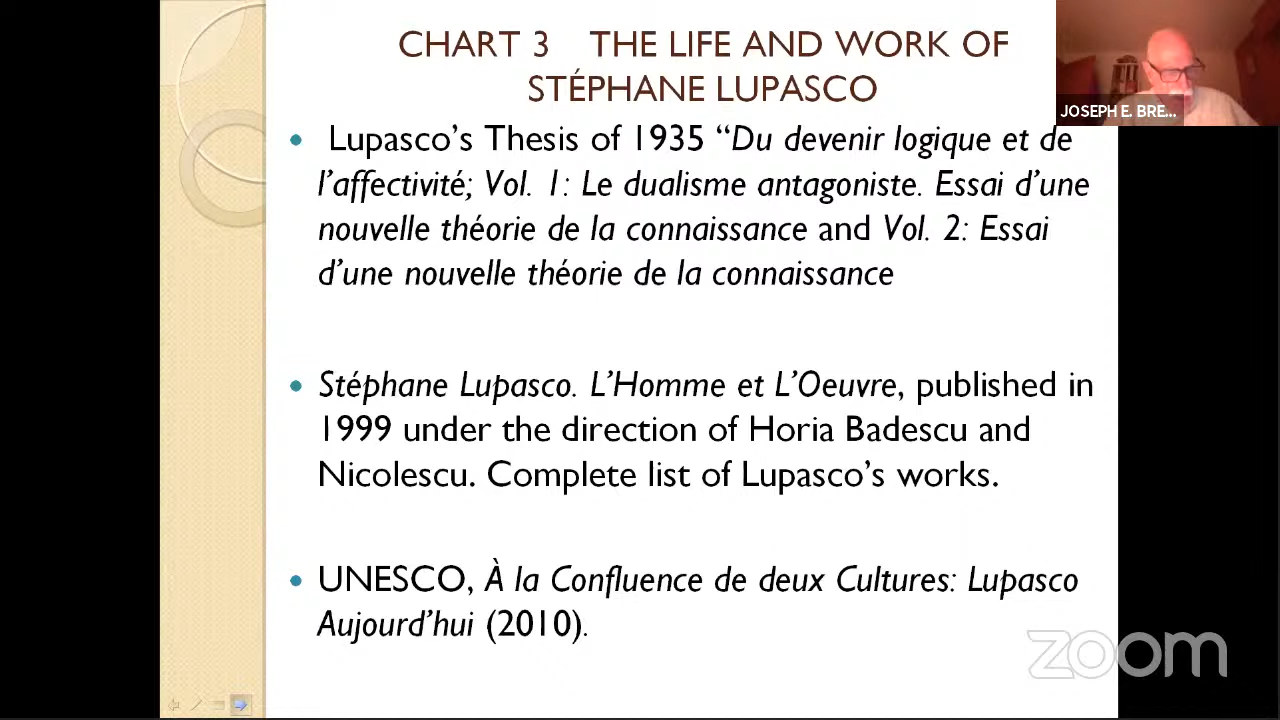 CHART 3 THE LIFE AND WORK OF
STÉPHANE LUPASCO
JOSEPH E. BRE...
• Lupasco’s Thesis of 1935 “Du devenir logique et de
l’affectivité; Vol. 1: Le dualisme antagoniste. Essai d’une
nouvelle théorie de la connaissance and Vol. 2: Essai
d’une nouvelle théorie de la connaissance
• Stéphane Lupasco. L’Homme et L’Oeuvre, published in
1999 under the direction of Horia Badescu and
Nicolescu. Complete list of Lupasco’s works.
• UNESCO, À la Confluence de deux Cultures: Lupasco
Aujourd’hui (2010).
zoom